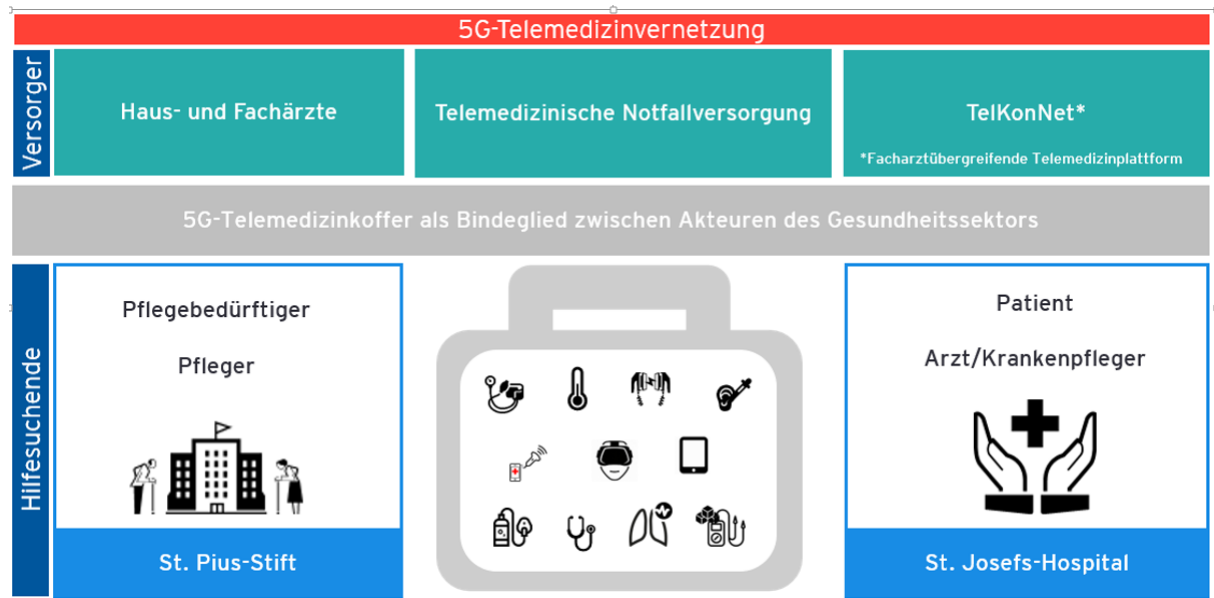 5G-Telemedizinvernetzung
Versorger
Haus- und Fachärzte
Telemedizinische Notfallversorgung
TelKonNet*
*Facharztübergreifende Telemedizinplattform
5G-Telemedizinkoffer als Bindeglied zwischen Akteuren des Gesundheitssektors
Hilfesuchende
Pflegebedürftiger
Pfleger
St. Pius-Stift
Patient
Arzt/Krankenpfleger
St. Josefs-Hospital